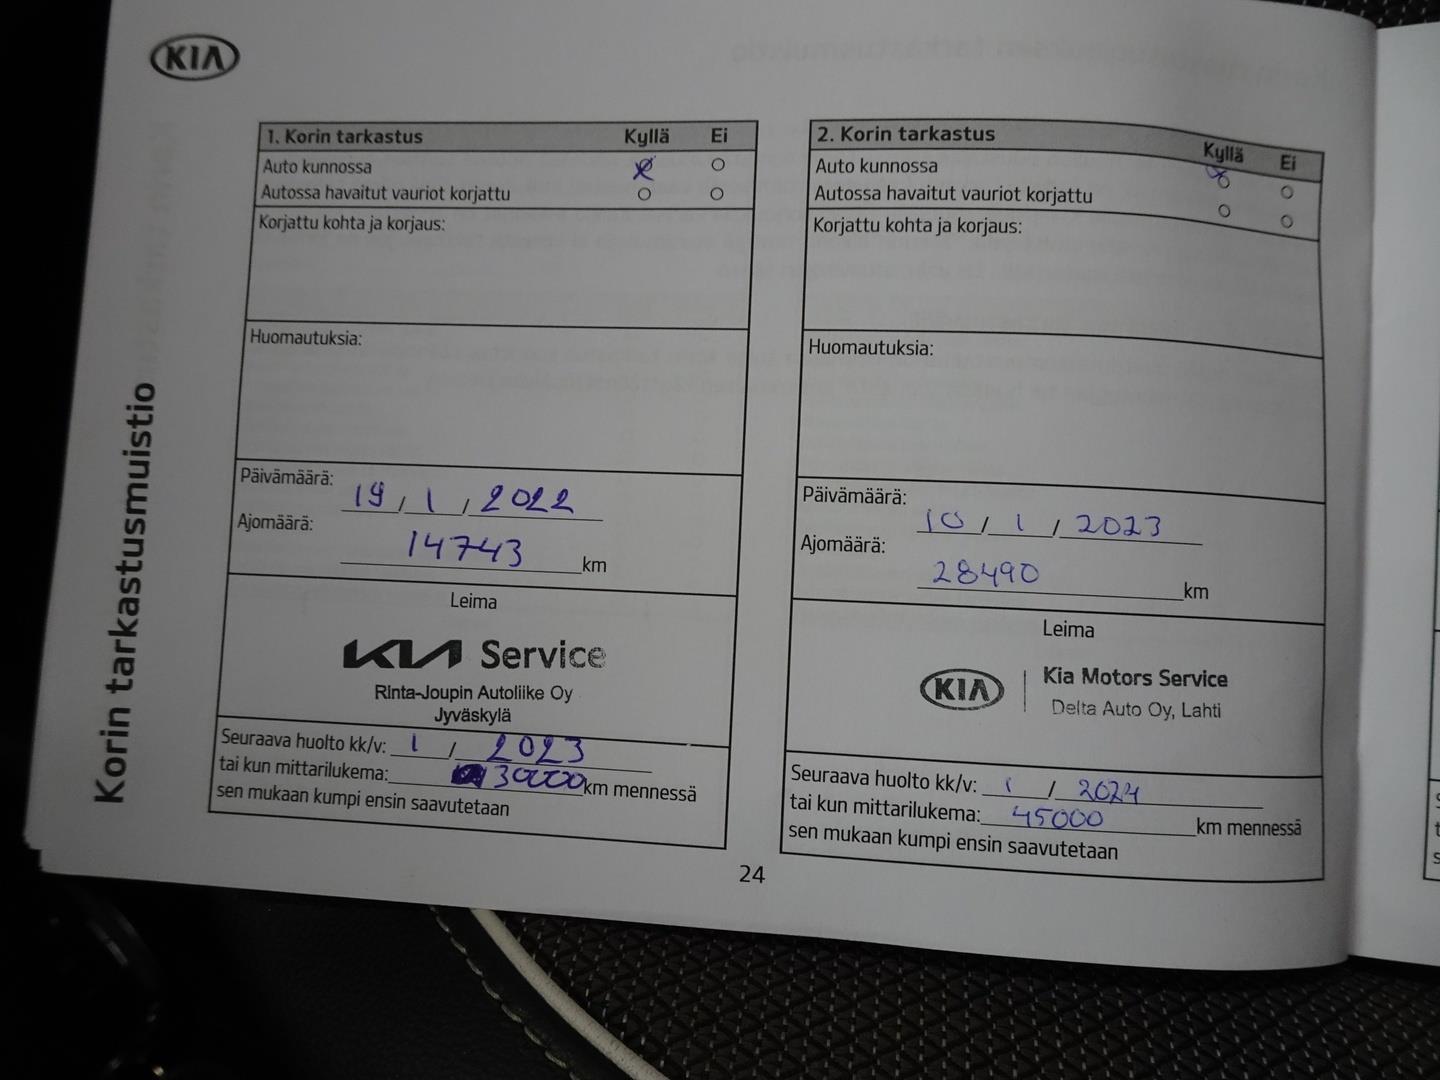 KIA
Korin tarkastusmuistio
1. Korin tarkastus Kyllä Ei
Auto kunnossa
Autossa havaitut vauriot korjattu
Korjattu kohta ja korjaus:
Huomautuksia:
Päivämäärä: 19 / 1 / 2022
Ajomäärä: 14743 km
Leima
KIA Service
Rinta-Joupin Autoliike Oy
Jyväskylä
Seuraava huolto kk/v: 1 / 2023
tai kun mittarilukema: 30000 km mennessä
sen mukaan kumpi ensin saavutetaan
2. Korin tarkastus Kyllä Ei
Auto kunnossa
Autossa havaitut vauriot korjattu
Korjattu kohta ja korjaus:
Huomautuksia:
Päivämäärä: 10 / 1 / 2023
Ajomäärä: 28490 km
Leima
KIA Kia Motors Service
Delta Auto Oy, Lahti
Seuraava huolto kk/v: 1 / 2024
tai kun mittarilukema: 45000 km mennessä
sen mukaan kumpi ensin saavutetaan
24